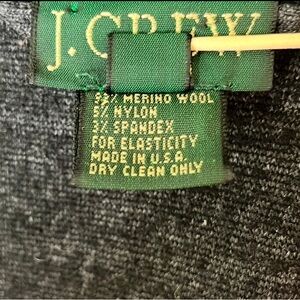 J.CREW
92% MERINO WOOL
5% NYLON
3% SPANDEX
FOR ELASTICITY
MADE IN U.S.A.
DRY CLEAN ONLY